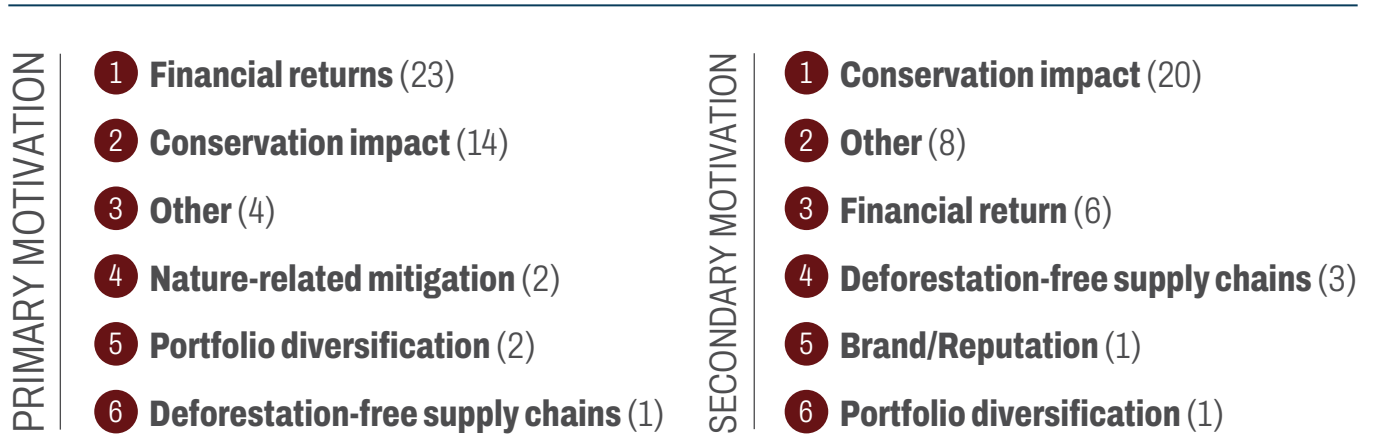 PRIMARY MOTIVATION
1 Financial returns (23)
2 Conservation impact (14)
3 Other (4)
4 Nature-related mitigation (2)
5 Portfolio diversification (2)
6 Deforestation-free supply chains (1)
SECONDARY MOTIVATION
1 Conservation impact (20)
2 Other (8)
3 Financial return (6)
4 Deforestation-free supply chains (3)
5 Brand/Reputation (1)
6 Portfolio diversification (1)